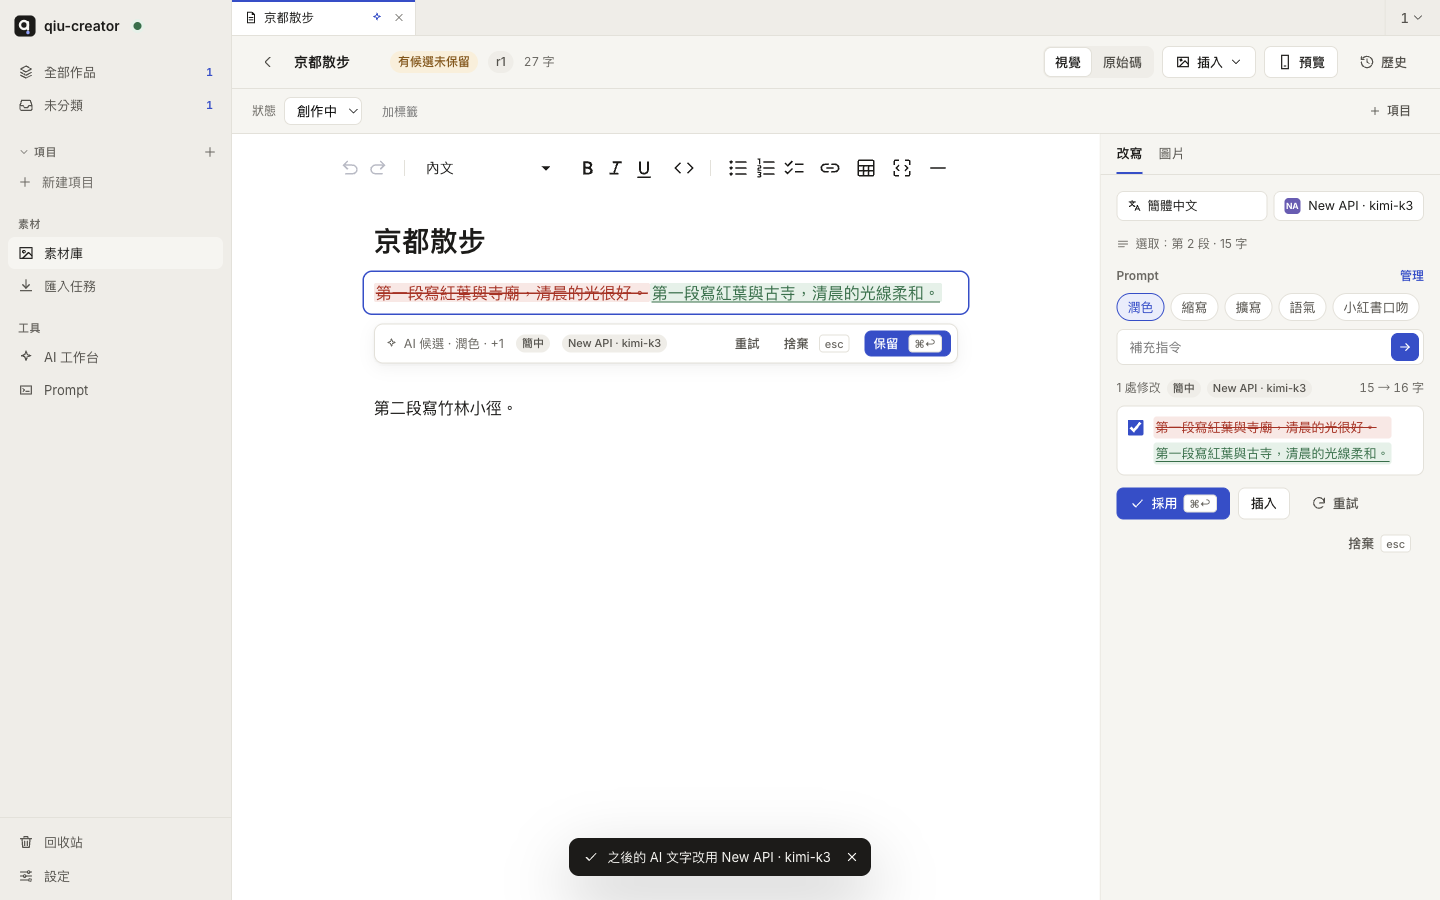 qiu-creator
全部作品 1
未分類 1
項目
新建項目
素材
素材庫
匯入任務
工具
AI 工作台
Prompt
回收站
設定
京都散步
1
京都散步 有候選未保留 r1 27 字
視覺 原始碼 插入 預覽 歷史
狀態 創作中 加標籤
項目
內文
京都散步
第一段寫紅葉與寺廟，清晨的光很好。 第一段寫紅葉與古寺，清晨的光線柔和。
AI 候選 · 潤色 · +1 簡中 New API · kimi-k3 重試 捨棄 esc 保留 ⌘↩
第二段寫竹林小徑。
改寫 圖片
簡體中文 NA New API · kimi-k3
選取：第 2 段 · 15 字
Prompt 管理
潤色 縮寫 擴寫 語氣 小紅書口吻
補充指令
1 處修改 簡中 New API · kimi-k3 15 → 16 字
第一段寫紅葉與寺廟，清晨的光很好。
第一段寫紅葉與古寺，清晨的光線柔和。
採用 ⌘↩ 插入 重試
捨棄 esc
之後的 AI 文字改用 New API · kimi-k3